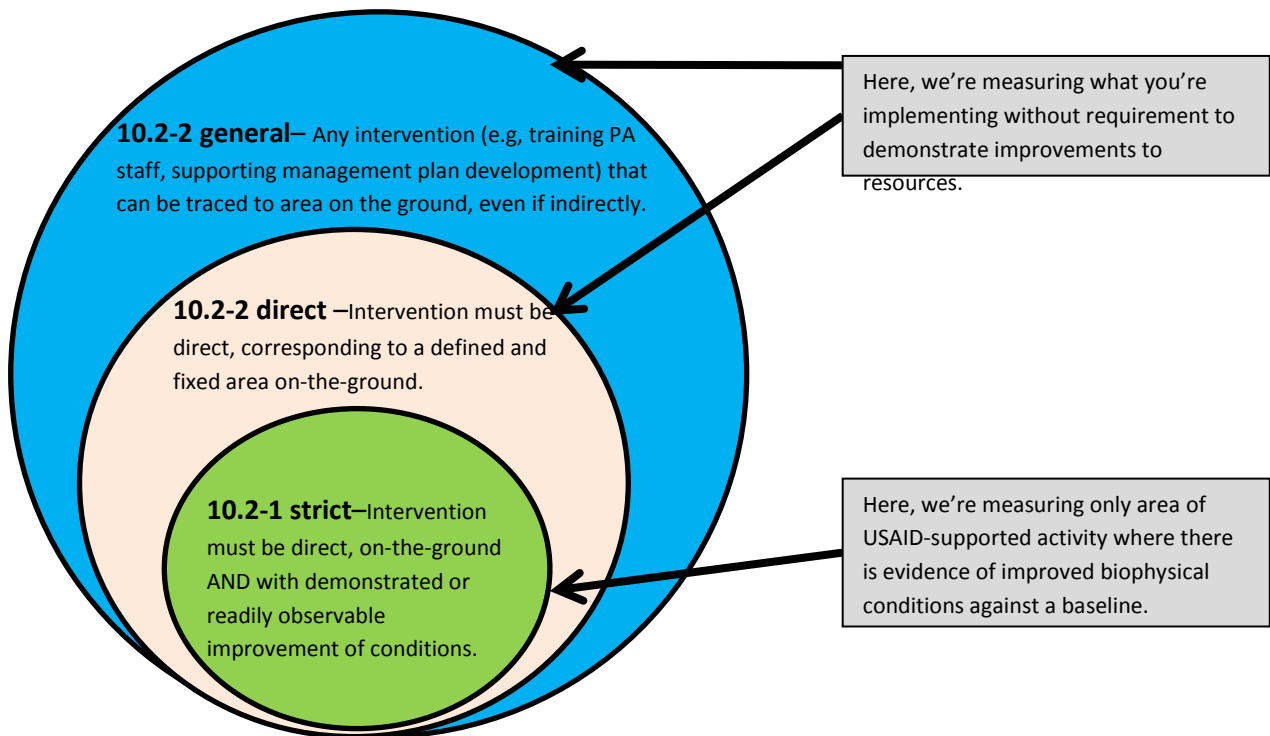 10.2-2 general– Any intervention (e.g, training PA
staff, supporting management plan development) that
can be traced to area on the ground, even if indirectly.
Here, we’re measuring what you’re
implementing without requirement to
demonstrate improvements to
resources.
10.2-2 direct –Intervention must be
direct, corresponding to a defined and
fixed area on-the-ground.
10.2-1 strict–Intervention
must be direct, on-the-ground
AND with demonstrated or
readily observable
improvement of conditions.
Here, we’re measuring only area of
USAID-supported activity where there
is evidence of improved biophysical
conditions against a baseline.